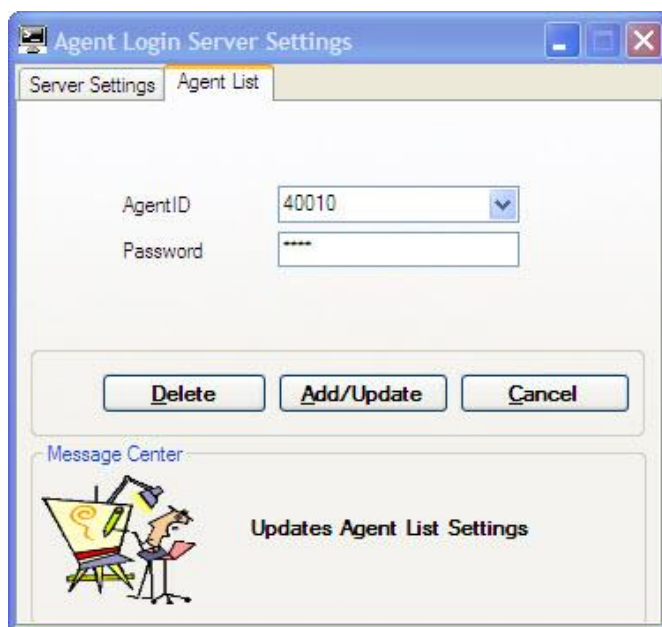 Agent Login Server Settings
Server Settings Agent List
AgentID 40010
Password ****
Delete Add/Update Cancel
Message Center
Updates Agent List Settings